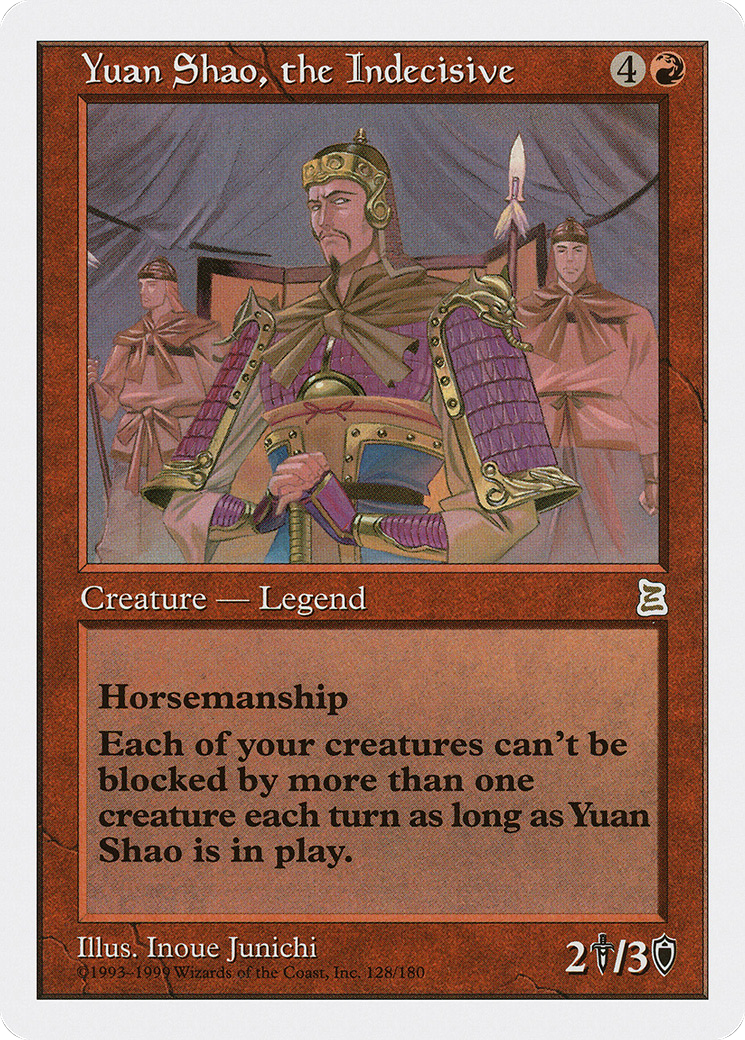 Yuan Shao, the Indecisive 4
Creature — Legend
Horsemanship
Each of your creatures can't be
blocked by more than one
creature each turn as long as Yuan
Shao is in play.
Illus. Inoue Junichi
©1993–1999 Wizards of the Coast, Inc. 128/180
2/3